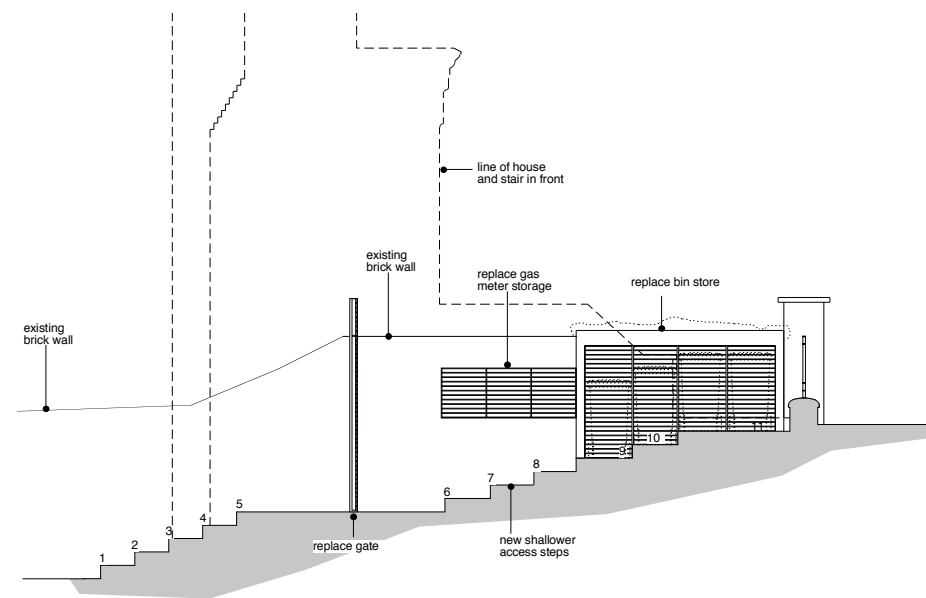 line of house
and stair in front
existing
brick wall
replace gas
meter storage
replace bin store
existing
brick wall
11
10
9
8
7
6
5
4
3
2
1
replace gate
new shallower
access steps